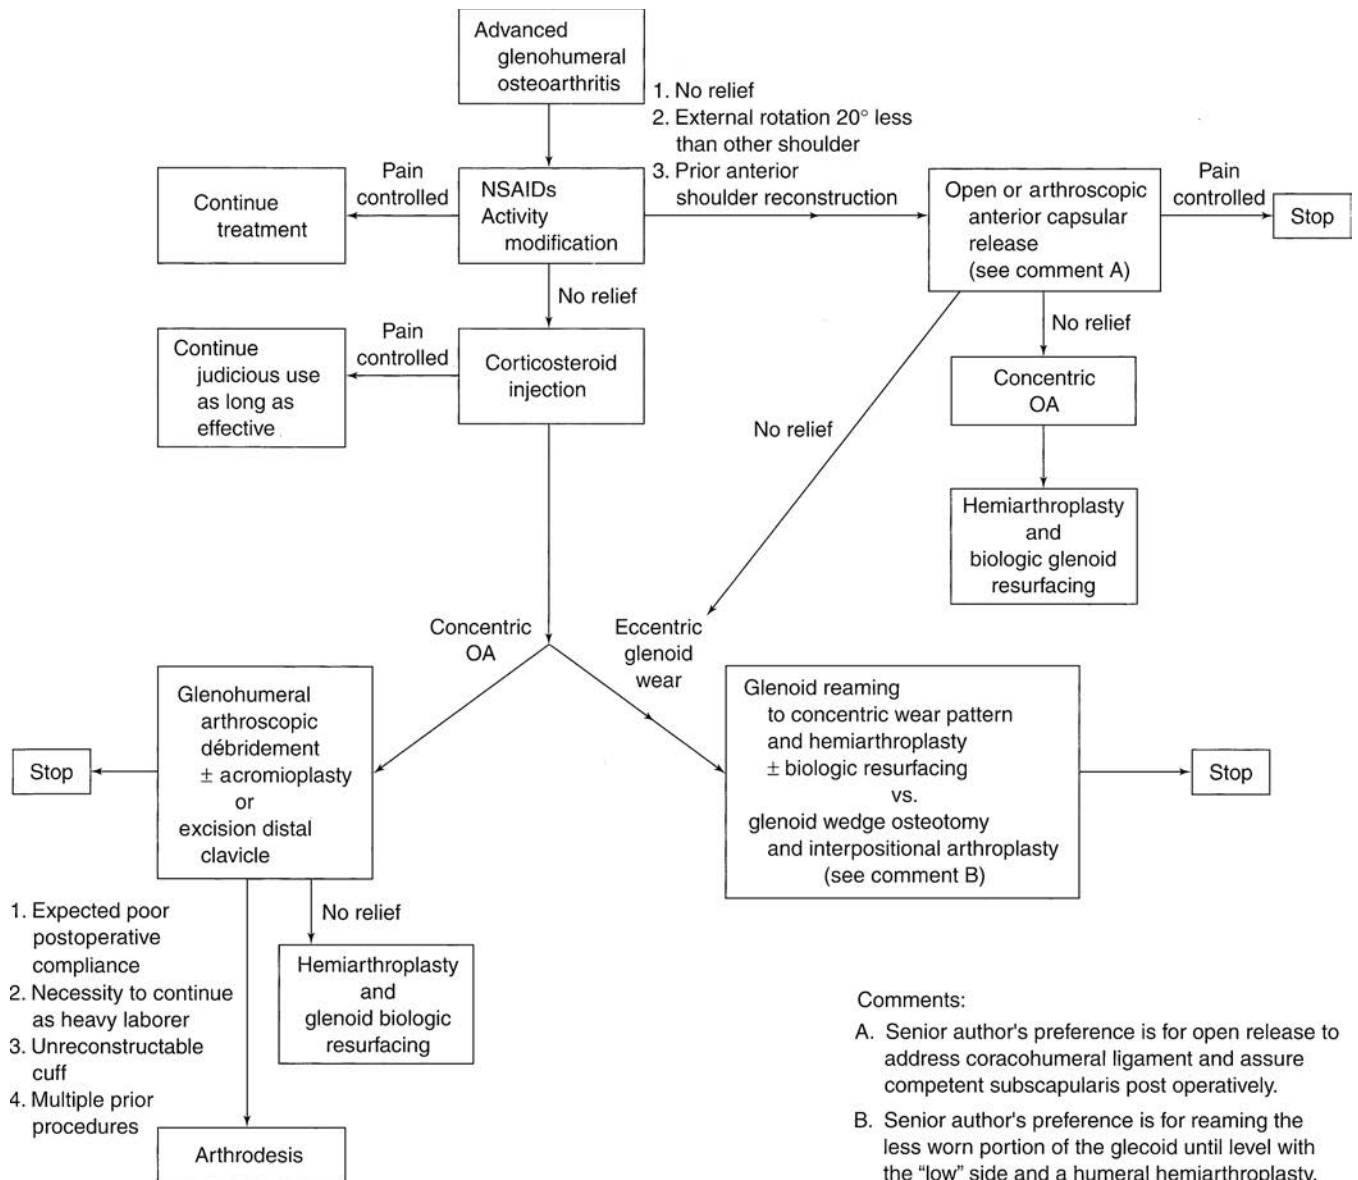 Advanced
glenohumeral
osteoarthritis
1. No relief
2. External rotation 20° less
than other shoulder
3. Prior anterior
shoulder reconstruction
Continue
treatment
Pain
controlled
NSAIDs
Activity
modification
Open or arthroscopic
anterior capsular
release
(see comment A)
Pain
controlled
Stop
No relief
Continue
judicious use
as long as
effective
Pain
controlled
Corticosteroid
injection
No relief
Concentric
OA
No relief
Hemiarthroplasty
and
biologic glenoid
resurfacing
Concentric
OA
Eccentric
glenoid
wear
Stop
Glenohumeral
arthroscopic
débridement
± acromioplasty
or
excision distal
clavicle
Glenoid reaming
to concentric wear pattern
and hemiarthroplasty
± biologic resurfacing
vs.
glenoid wedge osteotomy
and interpositional arthroplasty
(see comment B)
Stop
1. Expected poor
postoperative
compliance
2. Necessity to continue
as heavy laborer
3. Unreconstructable
cuff
4. Multiple prior
procedures
No relief
Hemiarthroplasty
and
glenoid biologic
resurfacing
Arthrodesis
Comments:
A. Senior author's preference is for open release to
address coracohumeral ligament and assure
competent subscapularis post operatively.
B. Senior author's preference is for reaming the
less worn portion of the glecoid until level with
the "low" side and a humeral hemiarthroplasty.